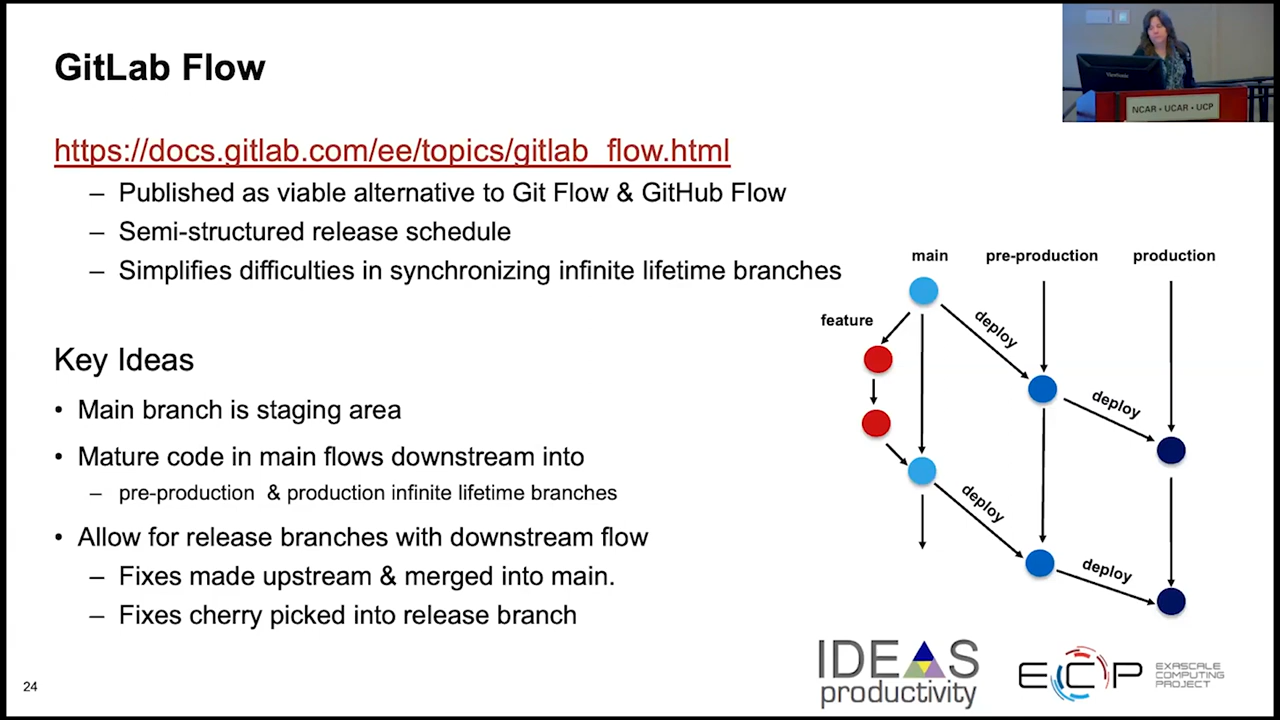 GitLab Flow
https://docs.gitlab.com/ee/topics/gitlab_flow.html
– Published as viable alternative to Git Flow & GitHub Flow
– Semi-structured release schedule
– Simplifies difficulties in synchronizing infinite lifetime branches
Key Ideas
• Main branch is staging area
• Mature code in main flows downstream into
– pre-production & production infinite lifetime branches
• Allow for release branches with downstream flow
– Fixes made upstream & merged into main.
– Fixes cherry picked into release branch
24
main pre-production production
feature
deploy
deploy
deploy
deploy
IDEAS
productivity
ECP
EXASCALE
COMPUTING
PROJECT
ViewSonic
NCAR • UCAR • UCP